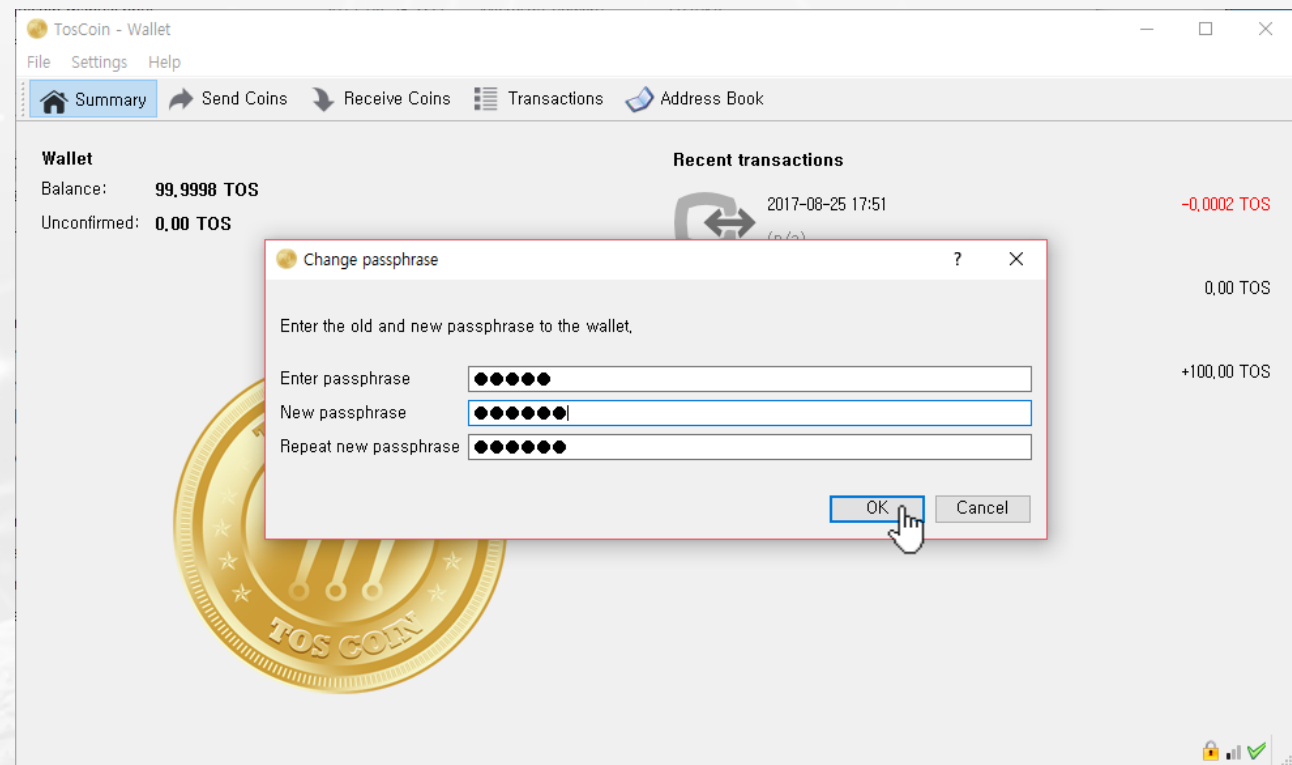 TosCoin - Wallet
File Settings Help
Summary Send Coins Receive Coins Transactions Address Book
Wallet
Balance: 99,9998 TOS
Unconfirmed: 0,00 TOS
Recent transactions
2017-08-25 17:51 -0,0002 TOS
(n/a)
0,00 TOS
+100,00 TOS
Change passphrase
Enter the old and new passphrase to the wallet,
Enter passphrase ●●●●●
New passphrase ●●●●●●
Repeat new passphrase ●●●●●●
OK Cancel
TOS COIN